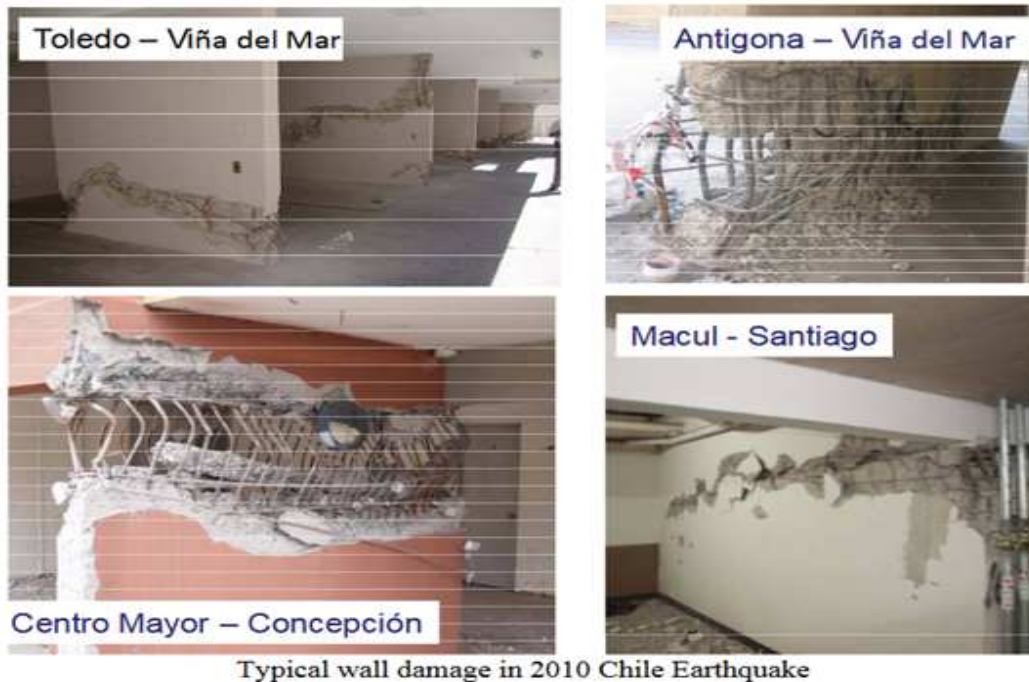 Toledo – Viña del Mar
Antigona – Viña del Mar
Centro Mayor – Concepción
Macul - Santiago
Typical wall damage in 2010 Chile Earthquake